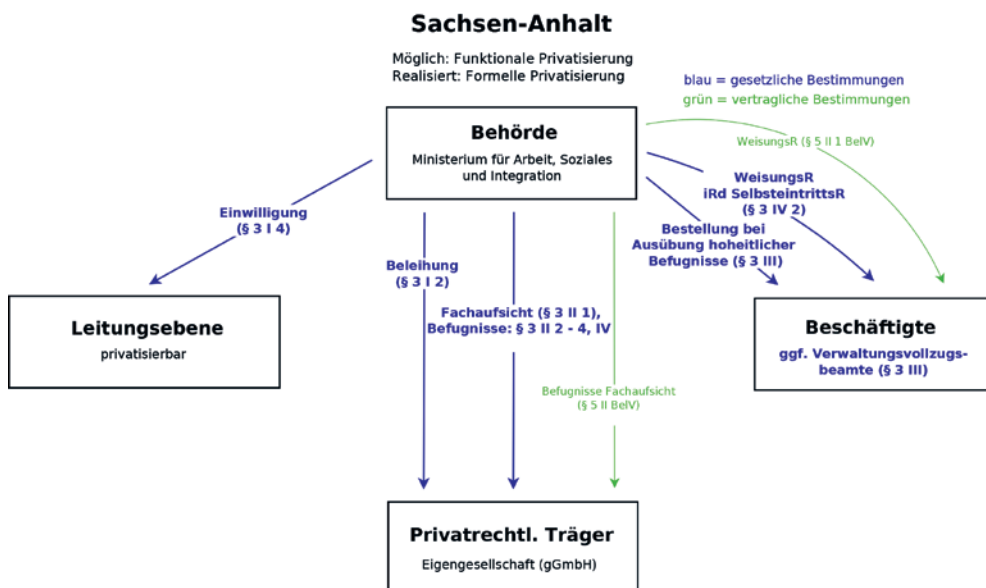 Sachsen-Anhalt
Möglich: Funktionale Privatisierung
Realisiert: Formelle Privatisierung
blau = gesetzliche Bestimmungen
grün = vertragliche Bestimmungen
Behörde
Ministerium für Arbeit, Soziales
und Integration
WeisungsR (§ 5 II 1 BelV)
WeisungsR
iRd SelbsteintrittsR
(§ 3 IV 2)
Einwilligung
(§ 3 I 4)
Bestellung bei
Ausübung hoheitlicher
Befugnisse (§ 3 III)
Beleihung
(§ 3 I 2)
Fachaufsicht (§ 3 II 1),
Befugnisse: § 3 II 2 - 4, IV
Leitungsebene
privatisierbar
Beschäftigte
ggf. Verwaltungsvollzugs-
beamte (§ 3 III)
Befugnisse Fachaufsicht
(§ 5 II BelV)
Privatrechtl. Träger
Eigengesellschaft (gGmbH)